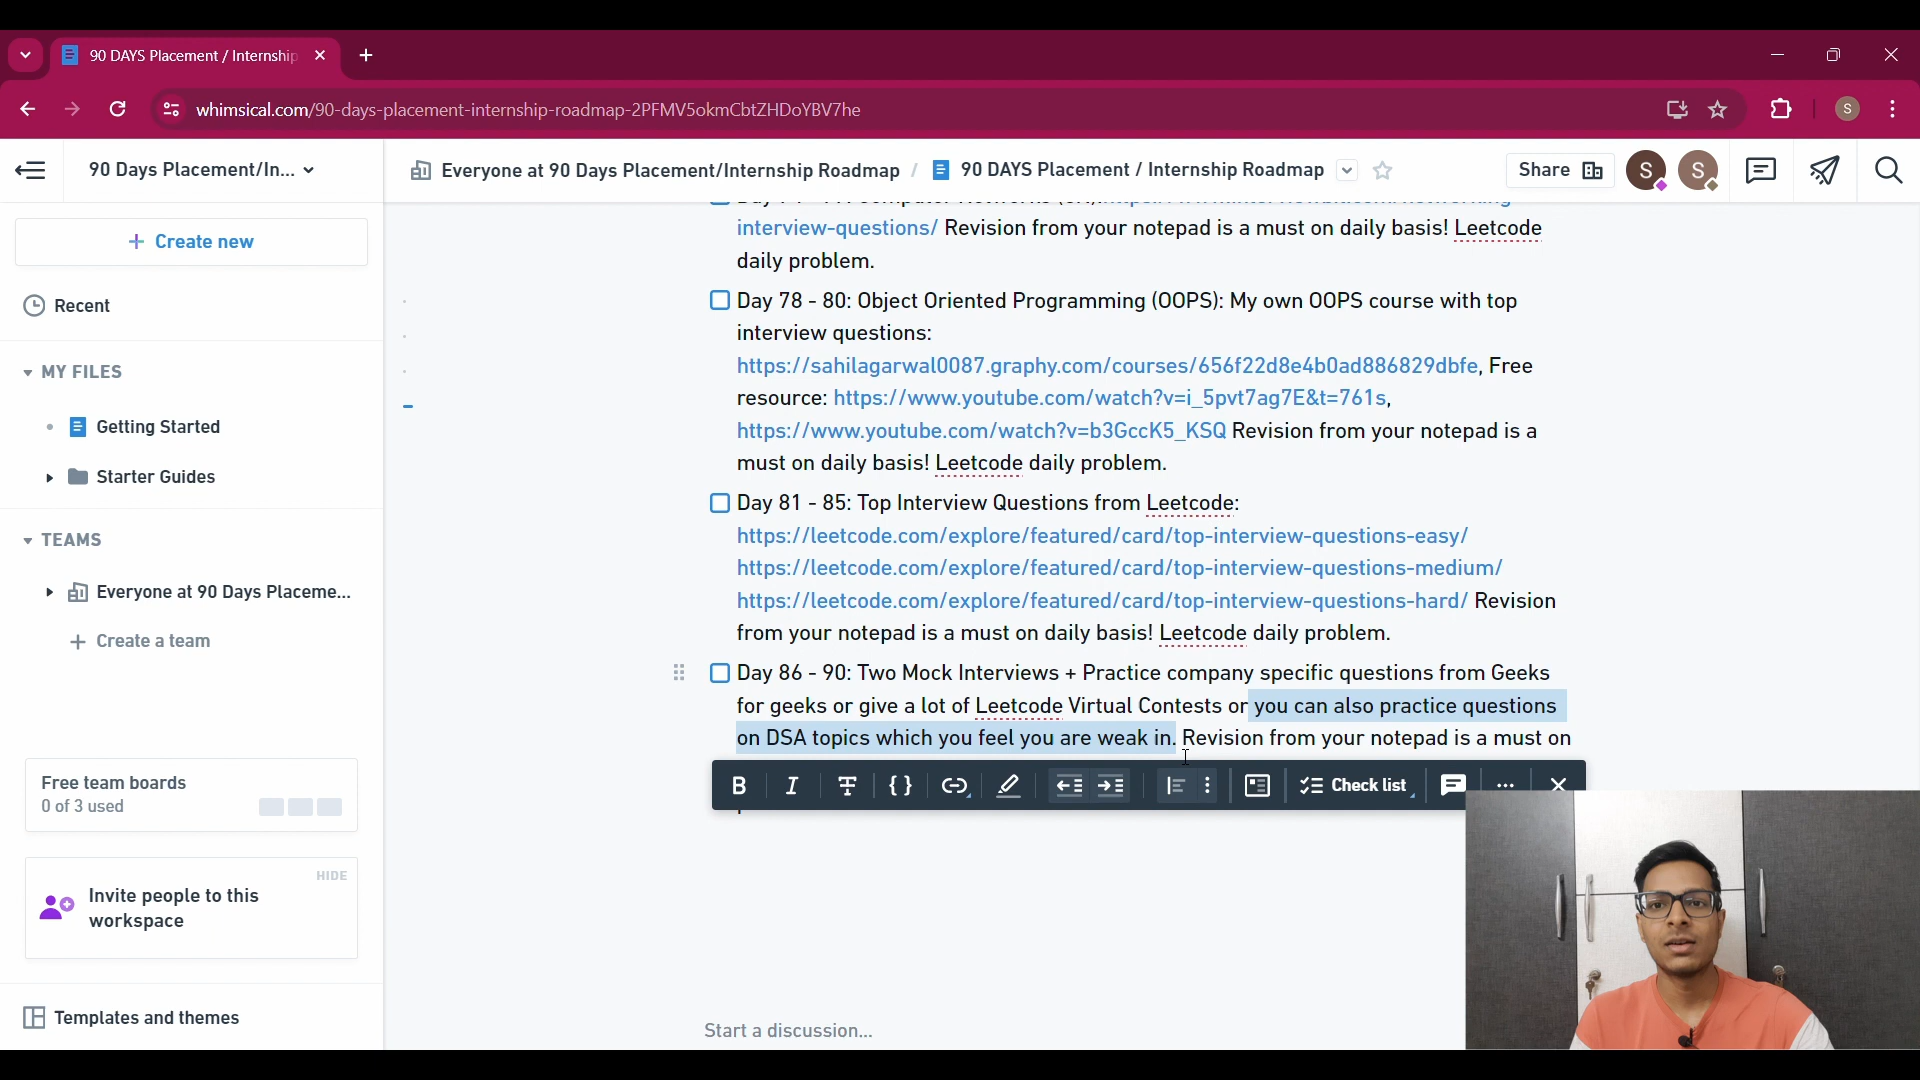 90 DAYS Placement / Internship
whimsical.com/90-days-placement-internship-roadmap-2PFMV5okmCbtZHDoYBV7he
S
90 Days Placement/In...
Everyone at 90 Days Placement/Internship Roadmap / 90 DAYS Placement / Internship Roadmap
Share
S
S
+ Create new
Recent
MY FILES
Getting Started
Starter Guides
TEAMS
Everyone at 90 Days Placeme...
+ Create a team
Free team boards
0 of 3 used
HIDE
Invite people to this
workspace
Templates and themes
interview-questions/ Revision from your notepad is a must on daily basis! Leetcode
daily problem.
Day 78 - 80: Object Oriented Programming (OOPS): My own OOPS course with top
interview questions:
https://sahilagarwal0087.graphy.com/courses/656f22d8e4b0ad886829dbfe, Free
resource: https://www.youtube.com/watch?v=i_5pvt7ag7E&t=761s,
https://www.youtube.com/watch?v=b3GccK5_KSQ Revision from your notepad is a
must on daily basis! Leetcode daily problem.
Day 81 - 85: Top Interview Questions from Leetcode:
https://leetcode.com/explore/featured/card/top-interview-questions-easy/
https://leetcode.com/explore/featured/card/top-interview-questions-medium/
https://leetcode.com/explore/featured/card/top-interview-questions-hard/ Revision
from your notepad is a must on daily basis! Leetcode daily problem.
Day 86 - 90: Two Mock Interviews + Practice company specific questions from Geeks
for geeks or give a lot of Leetcode Virtual Contests or you can also practice questions
on DSA topics which you feel you are weak in. Revision from your notepad is a must on
B I T {} Check list
Start a discussion...